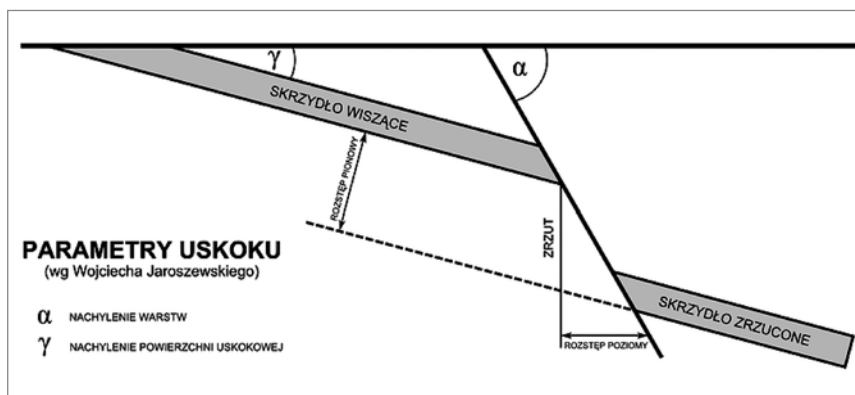 γ
α
SKRZYDŁO WISZĄCE
ROZSTĘP PIONOWY
PARAMETRY USKOKU
(wg Wojciecha Jaroszewskiego)
ZRZUT
SKRZYDŁO ZRZUCONE
α NACHYLENIE WARSTW
γ NACHYLENIE POWIERZCHNI USKOKOWEJ
ROZSTĘP POZIOMY